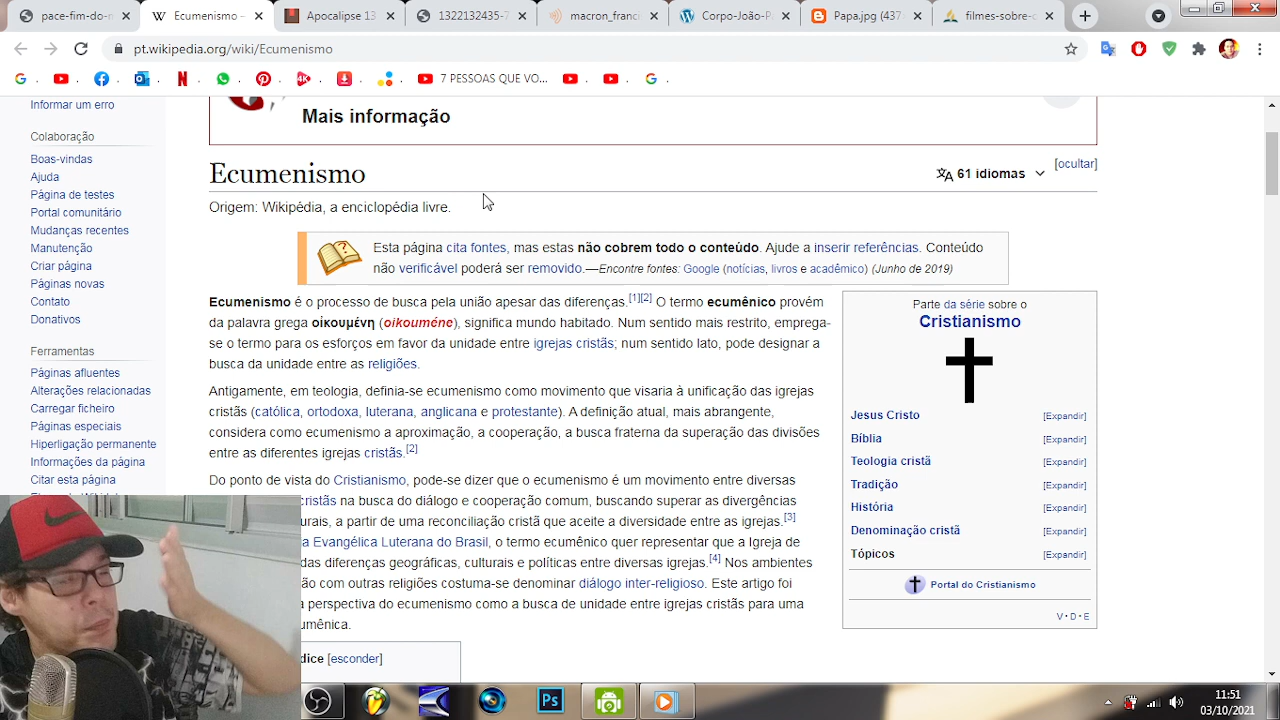 pace-fim-do-n
Ecumenismo –
Apocalipse 13
1322132435-7
macron_franc
Corpo-João-P
Papa.jpg (437
filmes-sobre-c
pt.wikipedia.org/wiki/Ecumenismo
7 PESSOAS QUE VO...
Informar um erro
Colaboração
Boas-vindas
Ajuda
Página de testes
Portal comunitário
Mudanças recentes
Manutenção
Criar página
Páginas novas
Contato
Donativos
Ferramentas
Páginas afluentes
Alterações relacionadas
Carregar ficheiro
Páginas especiais
Hiperligação permanente
Informações da página
Citar esta página
Mais informação
[ocultar]
Ecumenismo
61 idiomas
Origem: Wikipédia, a enciclopédia livre.
Esta página cita fontes, mas estas não cobrem todo o conteúdo. Ajude a inserir referências. Conteúdo
não verificável poderá ser removido.—Encontre fontes: Google (notícias, livros e acadêmico) (Junho de 2019)
Ecumenismo é o processo de busca pela união apesar das diferenças.[1][2] O termo ecumênico provém
da palavra grega οἰκουμένη (oikouméne), significa mundo habitado. Num sentido mais restrito, emprega-
se o termo para os esforços em favor da unidade entre igrejas cristãs; num sentido lato, pode designar a
busca da unidade entre as religiões.
Antigamente, em teologia, definia-se ecumenismo como movimento que visaria à unificação das igrejas
cristãs (católica, ortodoxa, luterana, anglicana e protestante). A definição atual, mais abrangente,
considera como ecumenismo a aproximação, a cooperação, a busca fraterna da superação das divisões
entre as diferentes igrejas cristãs.[2]
Do ponto de vista do Cristianismo, pode-se dizer que o ecumenismo é um movimento entre diversas
cristãs na busca do diálogo e cooperação comum, buscando superar as divergências
urais, a partir de uma reconciliação cristã que aceite a diversidade entre as igrejas.[3]
a Evangélica Luterana do Brasil, o termo ecumênico quer representar que a Igreja de
das diferenças geográficas, culturais e políticas entre diversas igrejas.[4] Nos ambientes
ão com outras religiões costuma-se denominar diálogo inter-religioso. Este artigo foi
a perspectiva do ecumenismo como a busca de unidade entre igrejas cristãs para uma
umênica.
dice [esconder]
Parte da série sobre o
Cristianismo
Jesus Cristo [Expandir]
Bíblia [Expandir]
Teologia cristã [Expandir]
Tradição [Expandir]
História [Expandir]
Denominação cristã [Expandir]
Tópicos [Expandir]
Portal do Cristianismo
V • D • E
Ps
11:51
03/10/2021